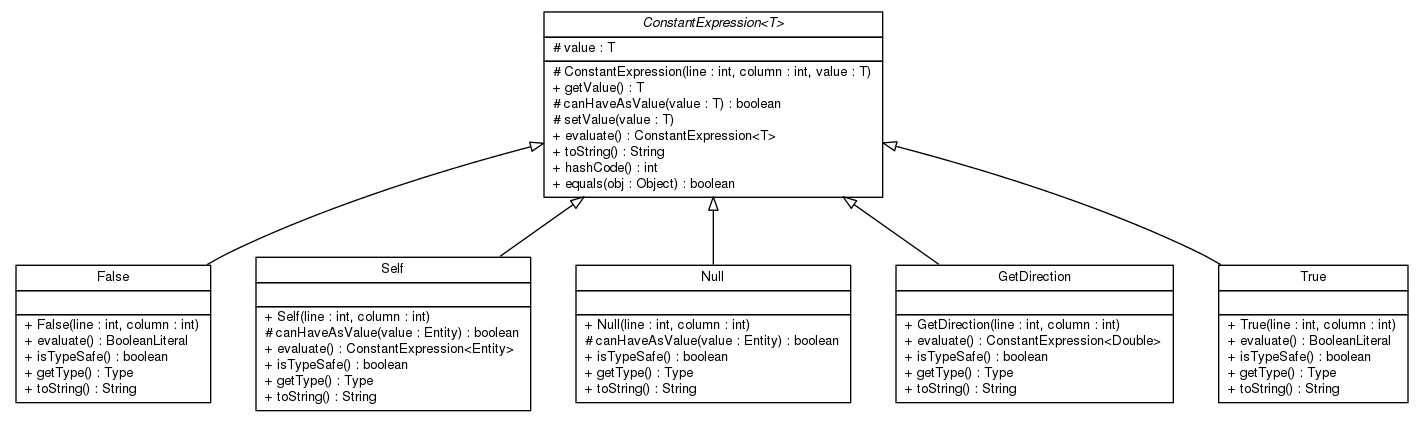 ConstantExpression<T>
# value : T
# ConstantExpression(line : int, column : int, value : T)
+ getValue() : T
# canHaveAsValue(value : T) : boolean
# setValue(value : T)
+ evaluate() : ConstantExpression<T>
+ toString() : String
+ hashCode() : int
+ equals(obj : Object) : boolean
False
+ False(line : int, column : int)
+ evaluate() : BooleanLiteral
+ isTypeSafe() : boolean
+ getType() : Type
+ toString() : String
Self
+ Self(line : int, column : int)
# canHaveAsValue(value : Entity) : boolean
+ evaluate() : ConstantExpression<Entity>
+ isTypeSafe() : boolean
+ getType() : Type
+ toString() : String
Null
+ Null(line : int, column : int)
# canHaveAsValue(value : Entity) : boolean
+ isTypeSafe() : boolean
+ getType() : Type
+ toString() : String
GetDirection
+ GetDirection(line : int, column : int)
+ evaluate() : ConstantExpression<Double>
+ isTypeSafe() : boolean
+ getType() : Type
+ toString() : String
True
+ True(line : int, column : int)
+ evaluate() : BooleanLiteral
+ isTypeSafe() : boolean
+ getType() : Type
+ toString() : String